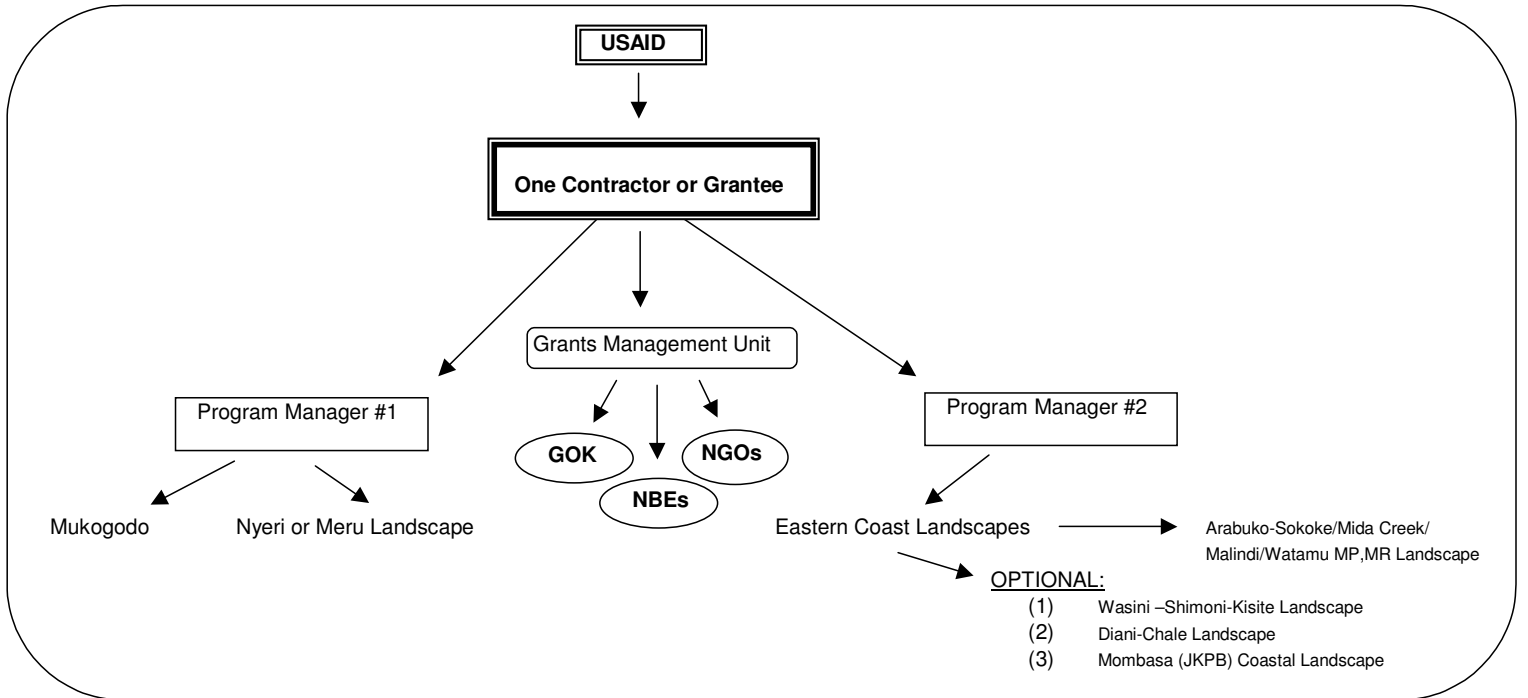 USAID
One Contractor or Grantee
Grants Management Unit
Program Manager #1
Program Manager #2
GOK
NGOs
NBEs
Mukogodo
Nyeri or Meru Landscape
Eastern Coast Landscapes
Arabuko-Sokoke/Mida Creek/
Malindi/Watamu MP,MR Landscape
OPTIONAL:
(1) Wasini –Shimoni-Kisite Landscape
(2) Diani-Chale Landscape
(3) Mombasa (JKPB) Coastal Landscape